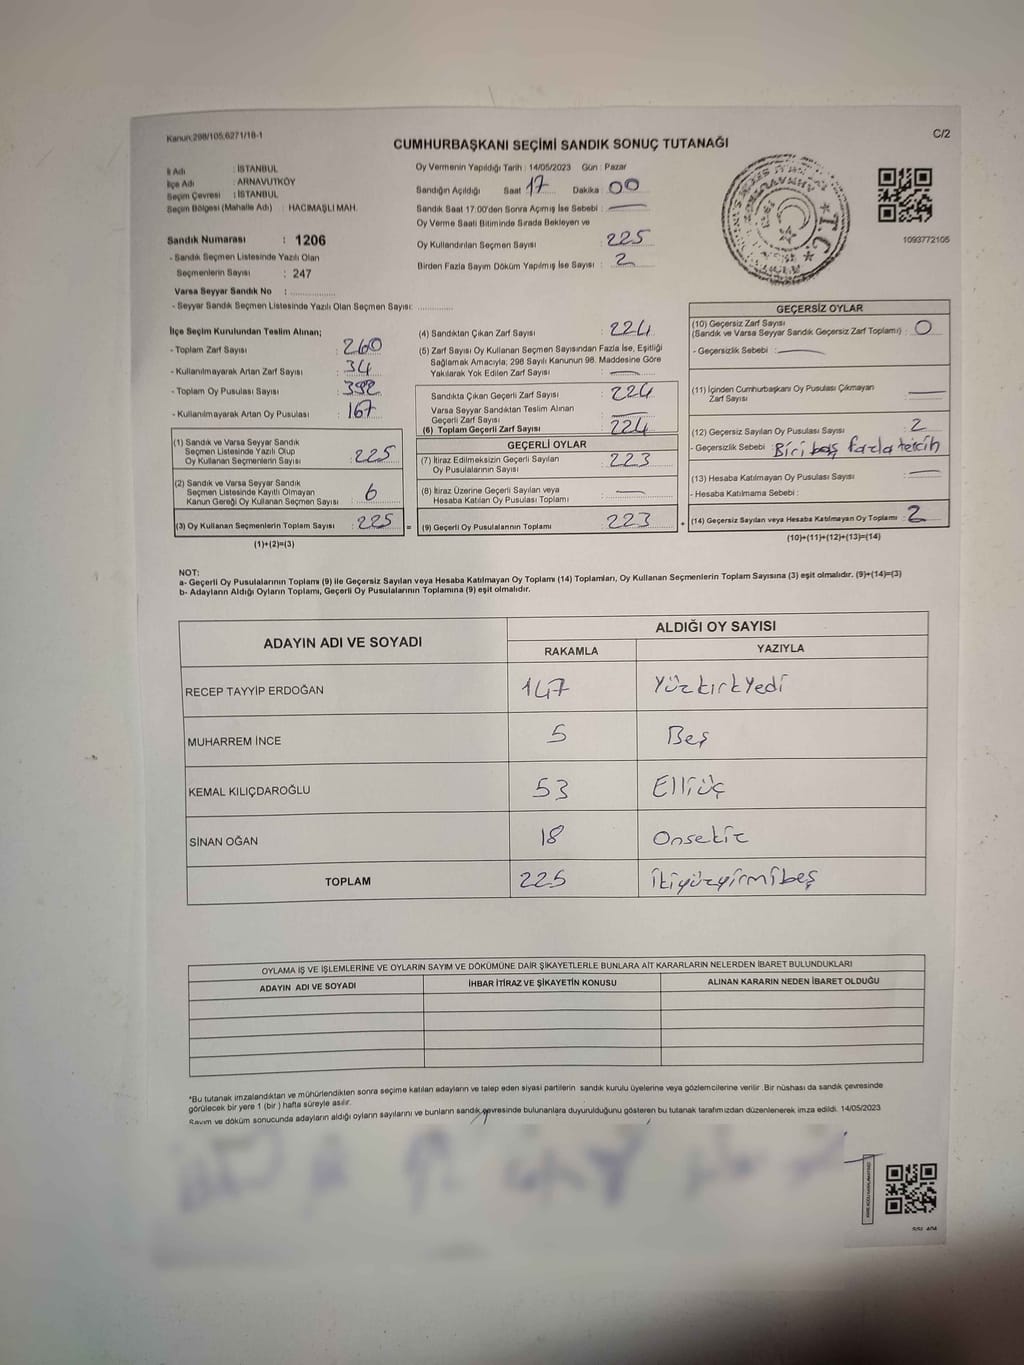 Kanun:298/105,6271/18-1
C/2
CUMHURBAŞKANI SEÇİMİ SANDIK SONUÇ TUTANAĞI
İl Adı : İSTANBUL
İlçe Adı : ARNAVUTKÖY
Seçim Çevresi : İSTANBUL
Seçim Bölgesi (Mahalle Adı) : HACIMAŞLI MAH.
Sandık Numarası : 1206
- Sandık Seçmen Listesinde Yazılı Olan
Seçmenlerin Sayısı : 247
Varsa Seyyar Sandık No : ..............
- Seyyar Sandık Seçmen Listesinde Yazılı Olan Seçmen Sayısı: ............
Oy Vermenin Yapıldığı Tarih : 14/05/2023 Gün : Pazar
Sandığın Açıldığı Saat 17 Dakika 00
Sandık Saat 17.00'den Sonra Açımış İse Sebebi :
Oy Verme Saati Bitiminde Sırada Bekleyen ve
Oy Kullandırılan Seçmen Sayısı : 225
Birden Fazla Sayım Döküm Yapılmış İse Sayısı : 2
T.C.
1093772105
İlçe Seçim Kurulundan Teslim Alınan;
- Toplam Zarf Sayısı : 260
- Kullanılmayarak Artan Zarf Sayısı : 34
- Toplam Oy Pusulası Sayısı : 392
- Kullanılmayarak Artan Oy Pusulası : 167
(1) Sandık ve Varsa Seyyar Sandık
Seçmen Listesinde Yazılı Olup
Oy Kullanan Seçmenlerin Sayısı : 225
(2) Sandık ve Varsa Seyyar Sandık
Seçmen Listesinde Kayıtlı Olmayan
Kanun Gereği Oy Kullanan Seçmen Sayısı : 6
(3) Oy Kullanan Seçmenlerin Toplam Sayısı : 225 =
(1)+(2)=(3)
(4) Sandıktan Çıkan Zarf Sayısı : 224
(5) Zarf Sayısı Oy Kullanan Seçmen Sayısından Fazla İse, Eşitliği
Sağlamak Amacıyla; 298 Sayılı Kanunun 98. Maddesine Göre
Yakılarak Yok Edilen Zarf Sayısı :
Sandıkta Çıkan Geçerli Zarf Sayısı : 224
Varsa Seyyar Sandıktan Teslim Alınan
Geçerli Zarf Sayısı :
(6) Toplam Geçerli Zarf Sayısı : 224
GEÇERLİ OYLAR
(7) İtiraz Edilmeksizin Geçerli Sayılan
Oy Pusulalarının Sayısı : 223
(8) İtiraz Üzerine Geçerli Sayılan veya
Hesaba Katılan Oy Pusulası Toplamı :
(9) Geçerli Oy Pusulalarının Toplamı : 223 +
GEÇERSİZ OYLAR
(10) Geçersiz Zarf Sayısı
(Sandık ve Varsa Seyyar Sandık Geçersiz Zarf Toplamı) : 0
- Geçersizlik Sebebi :
(11) İçinden Cumhurbaşkanı Oy Pusulası Çıkmayan
Zarf Sayısı :
(12) Geçersiz Sayılan Oy Pusulası Sayısı : 2
- Geçersizlik Sebebi : Biri boş fazla tercih
(13) Hesaba Katılmayan Oy Pusulası Sayısı :
- Hesaba Katılmama Sebebi :
(14) Geçersiz Sayılan veya Hesaba Katılmayan Oy Toplamı : 2
(10)+(11)+(12)+(13)=(14)
NOT:
a- Geçerli Oy Pusulalarının Toplamı (9) ile Geçersiz Sayılan veya Hesaba Katılmayan Oy Toplamı (14) Toplamları, Oy Kullanan Seçmenlerin Toplam Sayısına (3) eşit olmalıdır. (9)+(14)=(3)
b- Adayların Aldığı Oyların Toplamı, Geçerli Oy Pusulalarının Toplamına (9) eşit olmalıdır.
ADAYIN ADI VE SOYADI
ALDIĞI OY SAYISI
RAKAMLA YAZIYLA
RECEP TAYYİP ERDOĞAN 147 Yüzkırkyedi
MUHARREM İNCE 5 Beş
KEMAL KILIÇDAROĞLU 53 Elliüç
SİNAN OĞAN 18 Onsekiz
TOPLAM 225 ikiyüzyirmibeş
OYLAMA İŞ VE İŞLEMLERİNE VE OYLARIN SAYIM VE DÖKÜMÜNE DAİR ŞİKAYETLERLE BUNLARA AİT KARARLARIN NELERDEN İBARET BULUNDUKLARI
ADAYIN ADI VE SOYADI İHBAR İTİRAZ VE ŞİKAYETİN KONUSU ALINAN KARARIN NEDEN İBARET OLDUĞU
*Bu tutanak imzalandıktan ve mühürlendikten sonra seçime katılan adayların ve talep eden siyasi partilerin sandık kurulu üyelerine veya gözlemcilerine verilir .Bir nüshası da sandık çevresinde
görülecek bir yere 1 (bir ) hafta süreyle asılır.
Sayım ve döküm sonucunda adayların aldığı oyların sayılarını ve bunların sandık çevresinde bulunanlara duyurulduğunu gösteren bu tutanak tarafımızdan düzenlenerek imza edildi. 14/05/2023